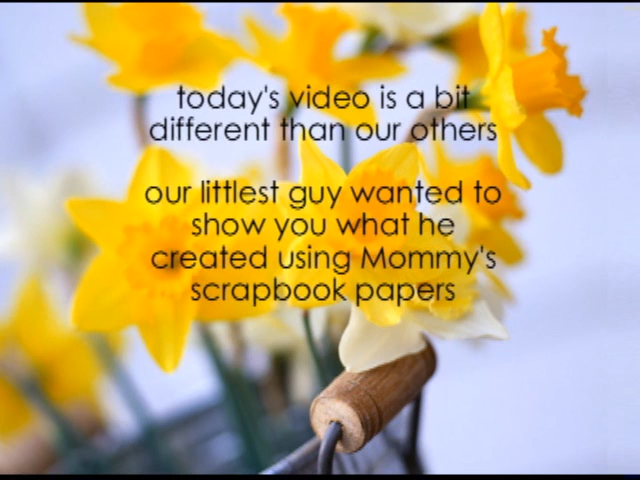 today's video is a bit
different than our others
our littlest guy wanted to
show you what he
created using Mommy's
scrapbook papers